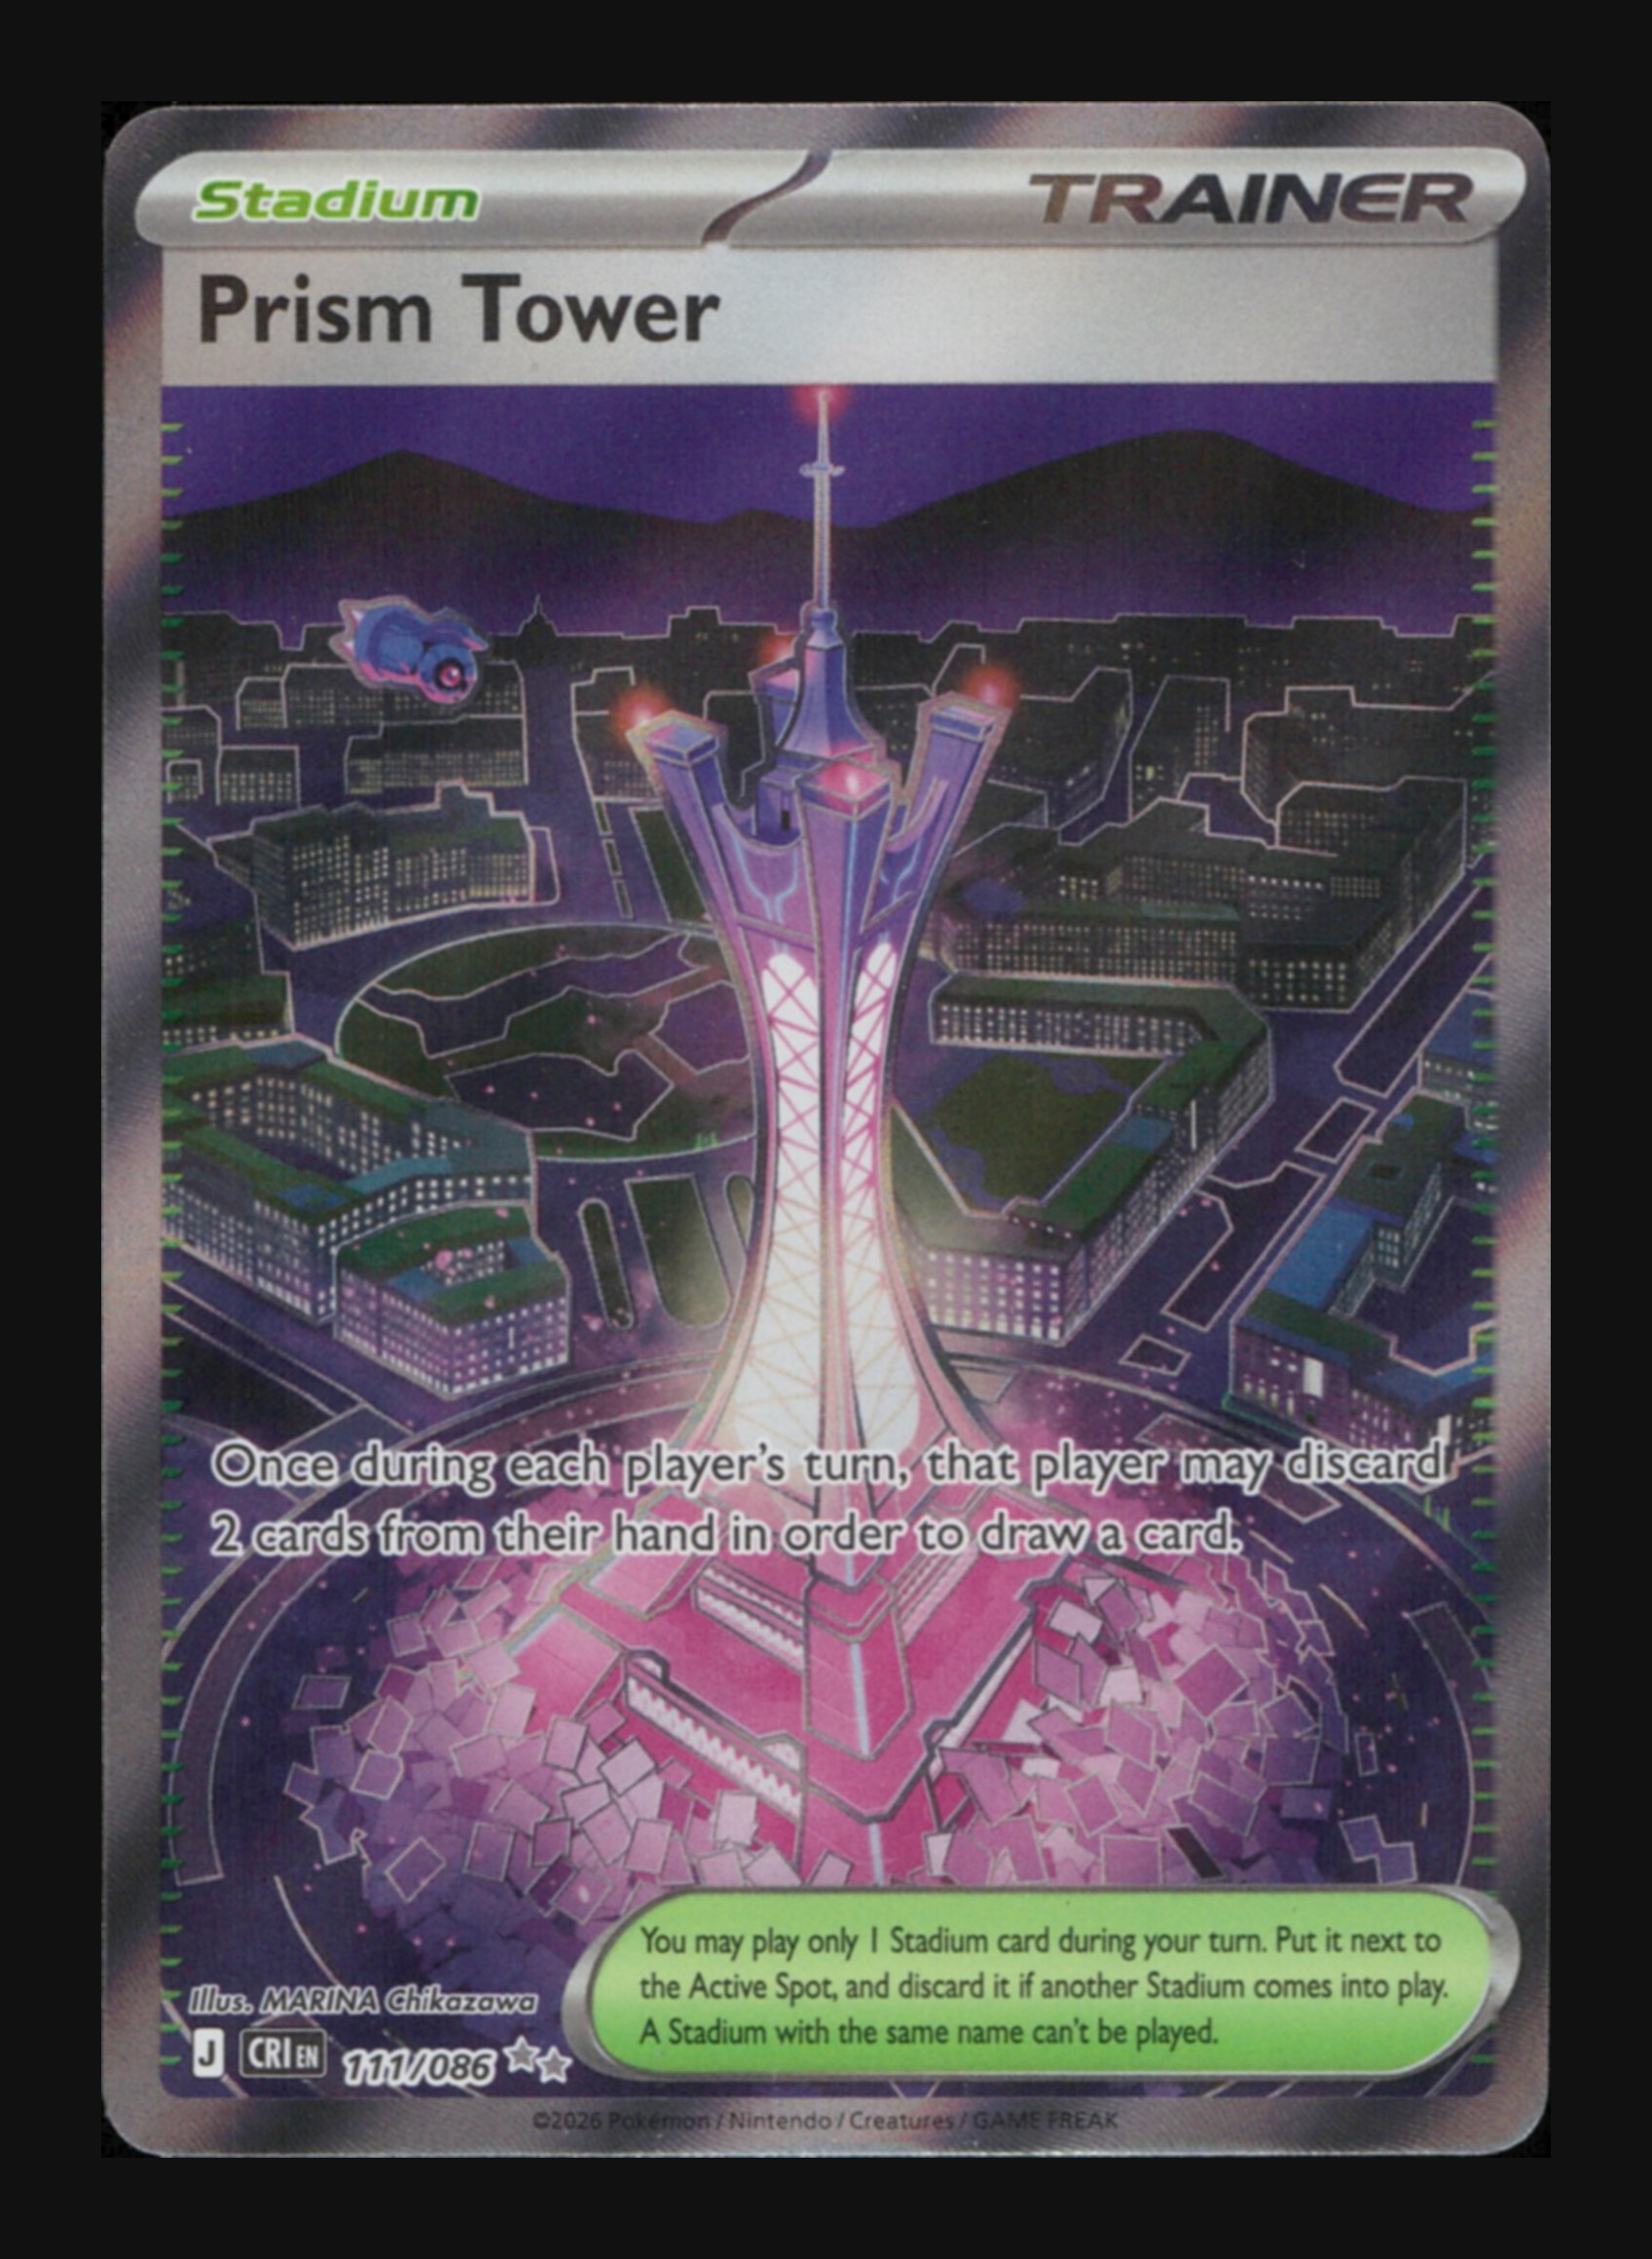 Stadium
TRAINER
Prism Tower
Once during each player's turn, that player may discard
2 cards from their hand in order to draw a card.
You may play only 1 Stadium card during your turn. Put it next to
the Active Spot, and discard it if another Stadium comes into play.
A Stadium with the same name can't be played.
Illus. MARINA Chikazawa
J CRI EN 111/086
©2026 Pokémon / Nintendo / Creatures / GAME FREAK